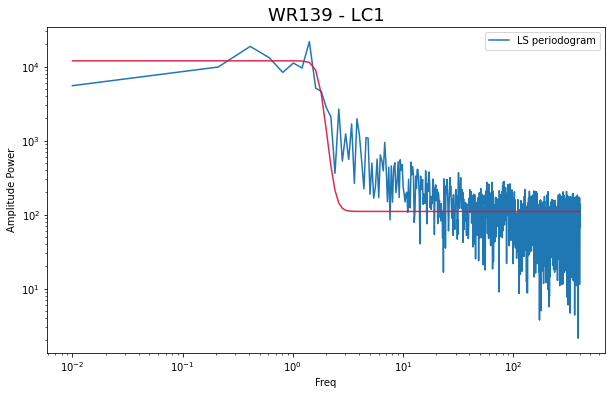 WR139 - LC1
LS periodogram
Amplitude Power
10⁴
10³
10²
10¹
10⁻²
10⁻¹
10⁰
10¹
10²
Freq